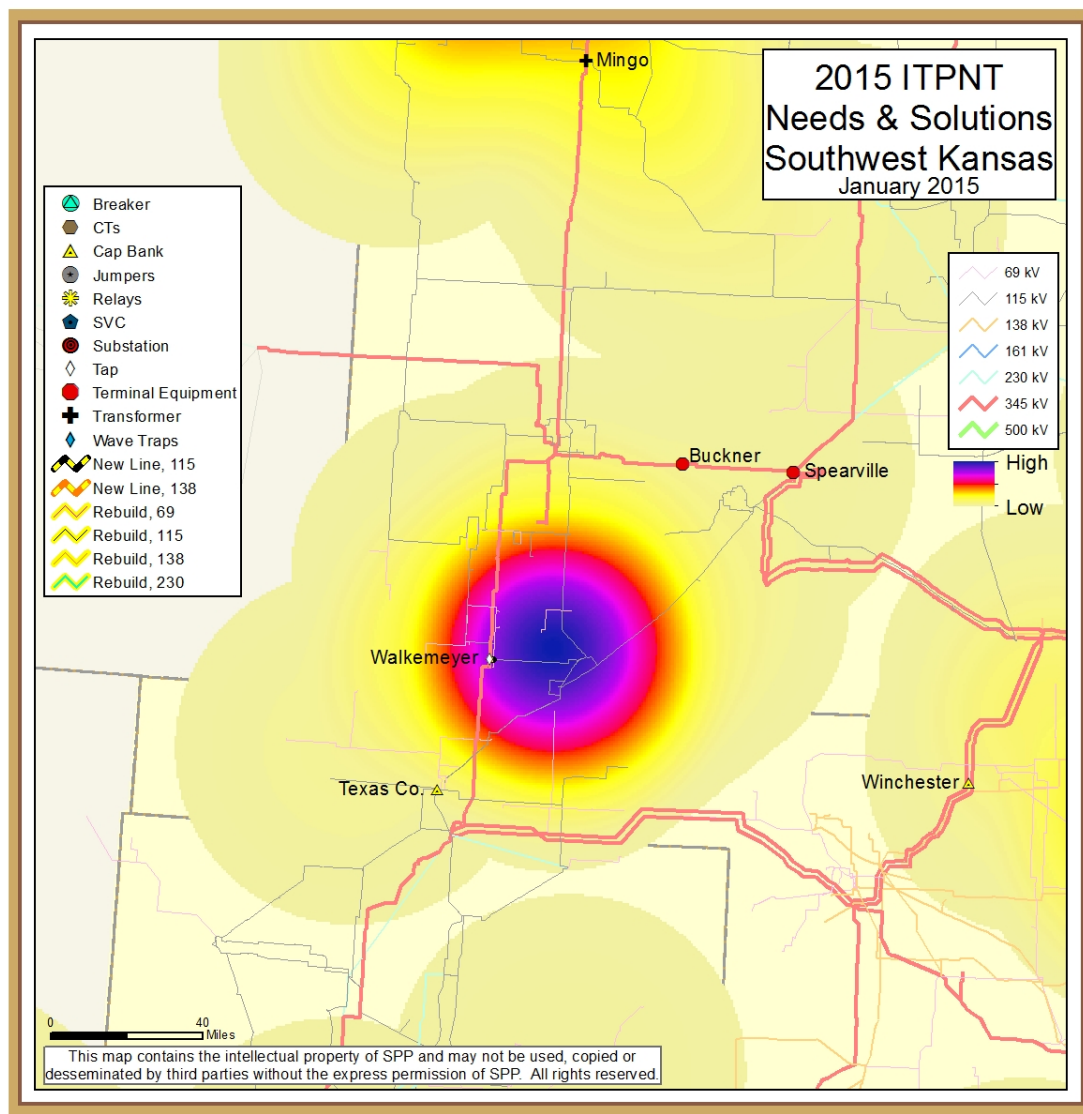 Mingo
2015 ITPNT
Needs & Solutions
Southwest Kansas
January 2015
Breaker
CTs
Cap Bank
Jumpers
Relays
SVC
Substation
Tap
Terminal Equipment
Transformer
Wave Traps
New Line, 115
New Line, 138
Rebuild, 69
Rebuild, 115
Rebuild, 138
Rebuild, 230
69 kV
115 kV
138 kV
161 kV
230 kV
345 kV
500 kV
High
Low
Buckner
Spearville
Walkemeyer
Texas Co.
Winchester
0 40
Miles
This map contains the intellectual property of SPP and may not be used, copied or
desseminated by third parties without the express permission of SPP. All rights reserved.